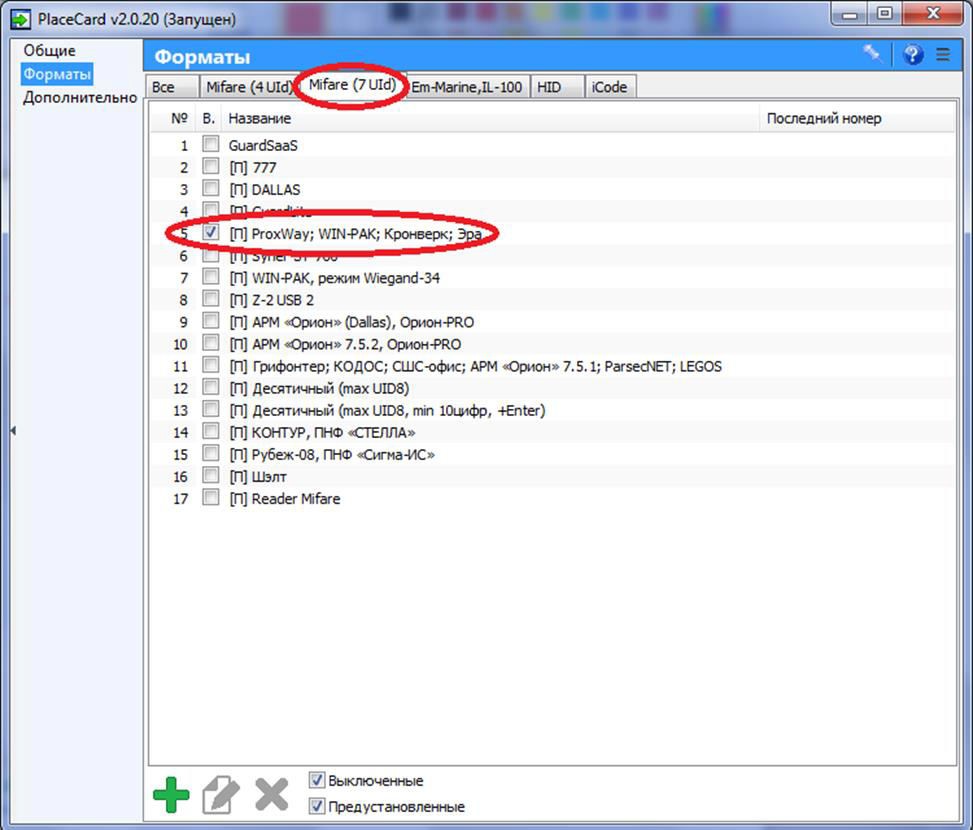 PlaceCard v2.0.20 (Запущен)
Общие
Форматы
Дополнительно
Форматы
Все Mifare (4 UId) Mifare (7 UId) Em-Marine,IL-100 HID iCode
№ В. Название Последний номер
1 GuardSaaS
2 [П] 777
3 [П] DALLAS
4
5 [П] ProxWay; WIN-PAK; Кронверк; Эра
6
7 [П] WIN-PAK, режим Wiegand-34
8 [П] Z-2 USB 2
9 [П] АРМ «Орион» (Dallas), Орион-PRO
10 [П] АРМ «Орион» 7.5.2, Орион-PRO
11 [П] Грифонтер; КОДОС; СШС-офис; АРМ «Орион» 7.5.1; ParsecNET; LEGOS
12 [П] Десятичный (max UID8)
13 [П] Десятичный (max UID8, min 10цифр, +Enter)
14 [П] КОНТУР, ПНФ «СТЕЛЛА»
15 [П] Рубеж-08, ПНФ «Сигма-ИС»
16 [П] Шэлт
17 [П] Reader Mifare
Выключенные
Предустановленные